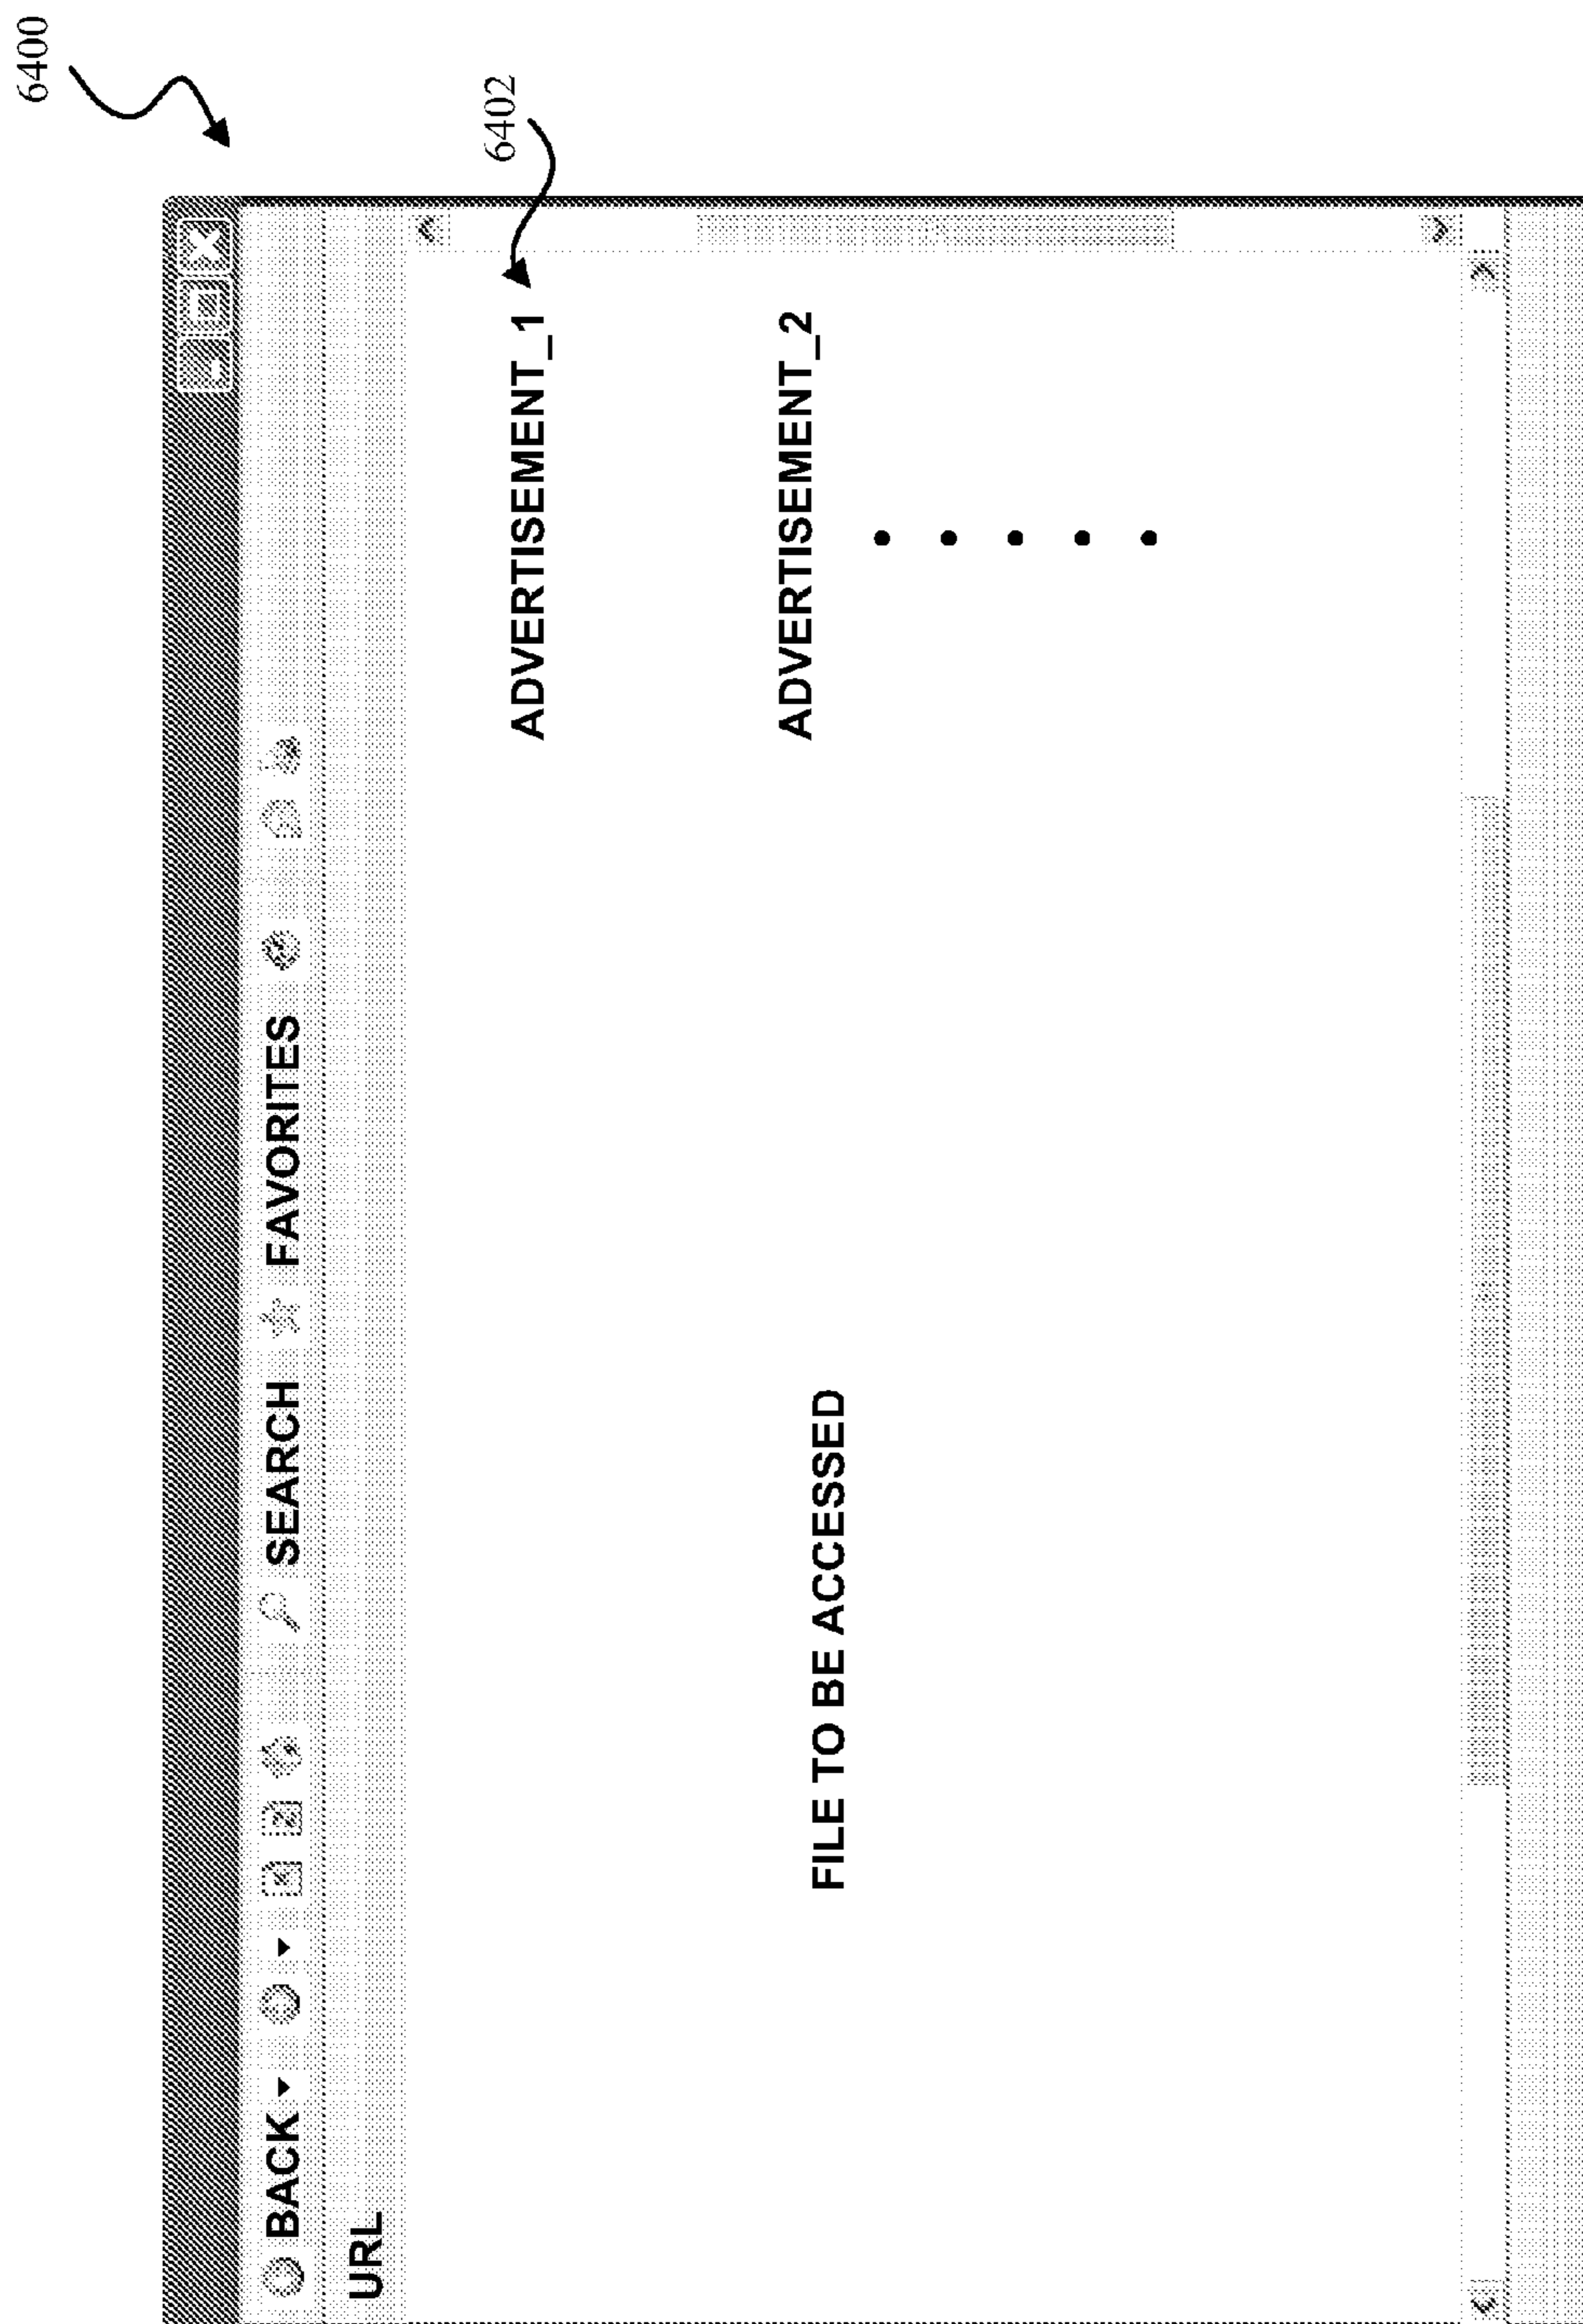 6400
BACK SEARCH FAVORITES
URL
6402
ADVERTISEMENT_1
ADVERTISEMENT_2
FILE TO BE ACCESSED